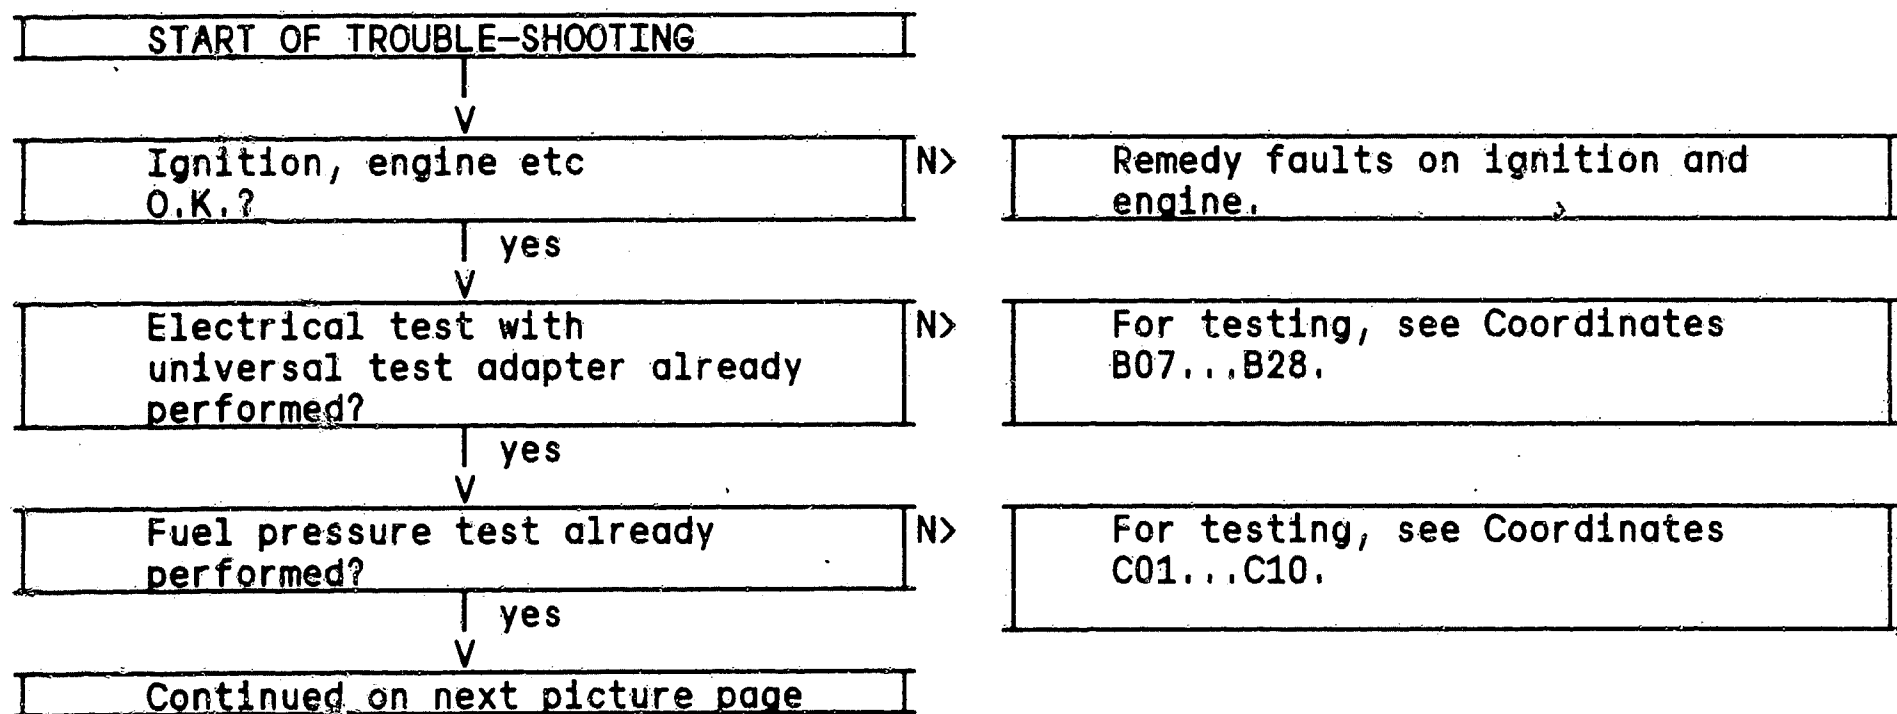 START OF TROUBLE-SHOOTING
V
Ignition, engine etc
O.K.?
N>
Remedy faults on ignition and
engine.
yes
V
Electrical test with
universal test adapter already
performed?
N>
For testing, see Coordinates
B07...B28.
yes
V
Fuel pressure test already
performed?
N>
For testing, see Coordinates
C01...C10.
yes
V
Continued on next picture page